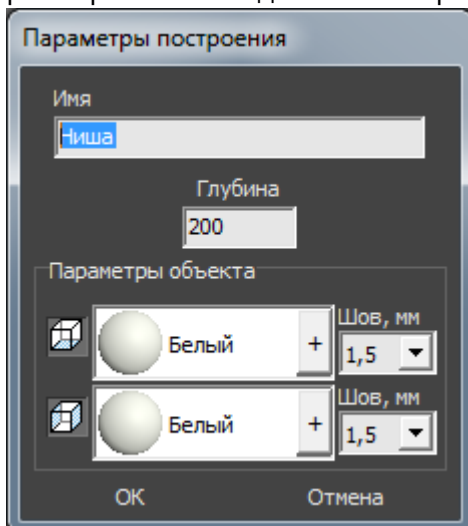 Параметры построения
Имя
Ниша
Глубина
200
Параметры объекта
Шов, мм
Белый
+
1,5
Шов, мм
Белый
+
1,5
ОК
Отмена